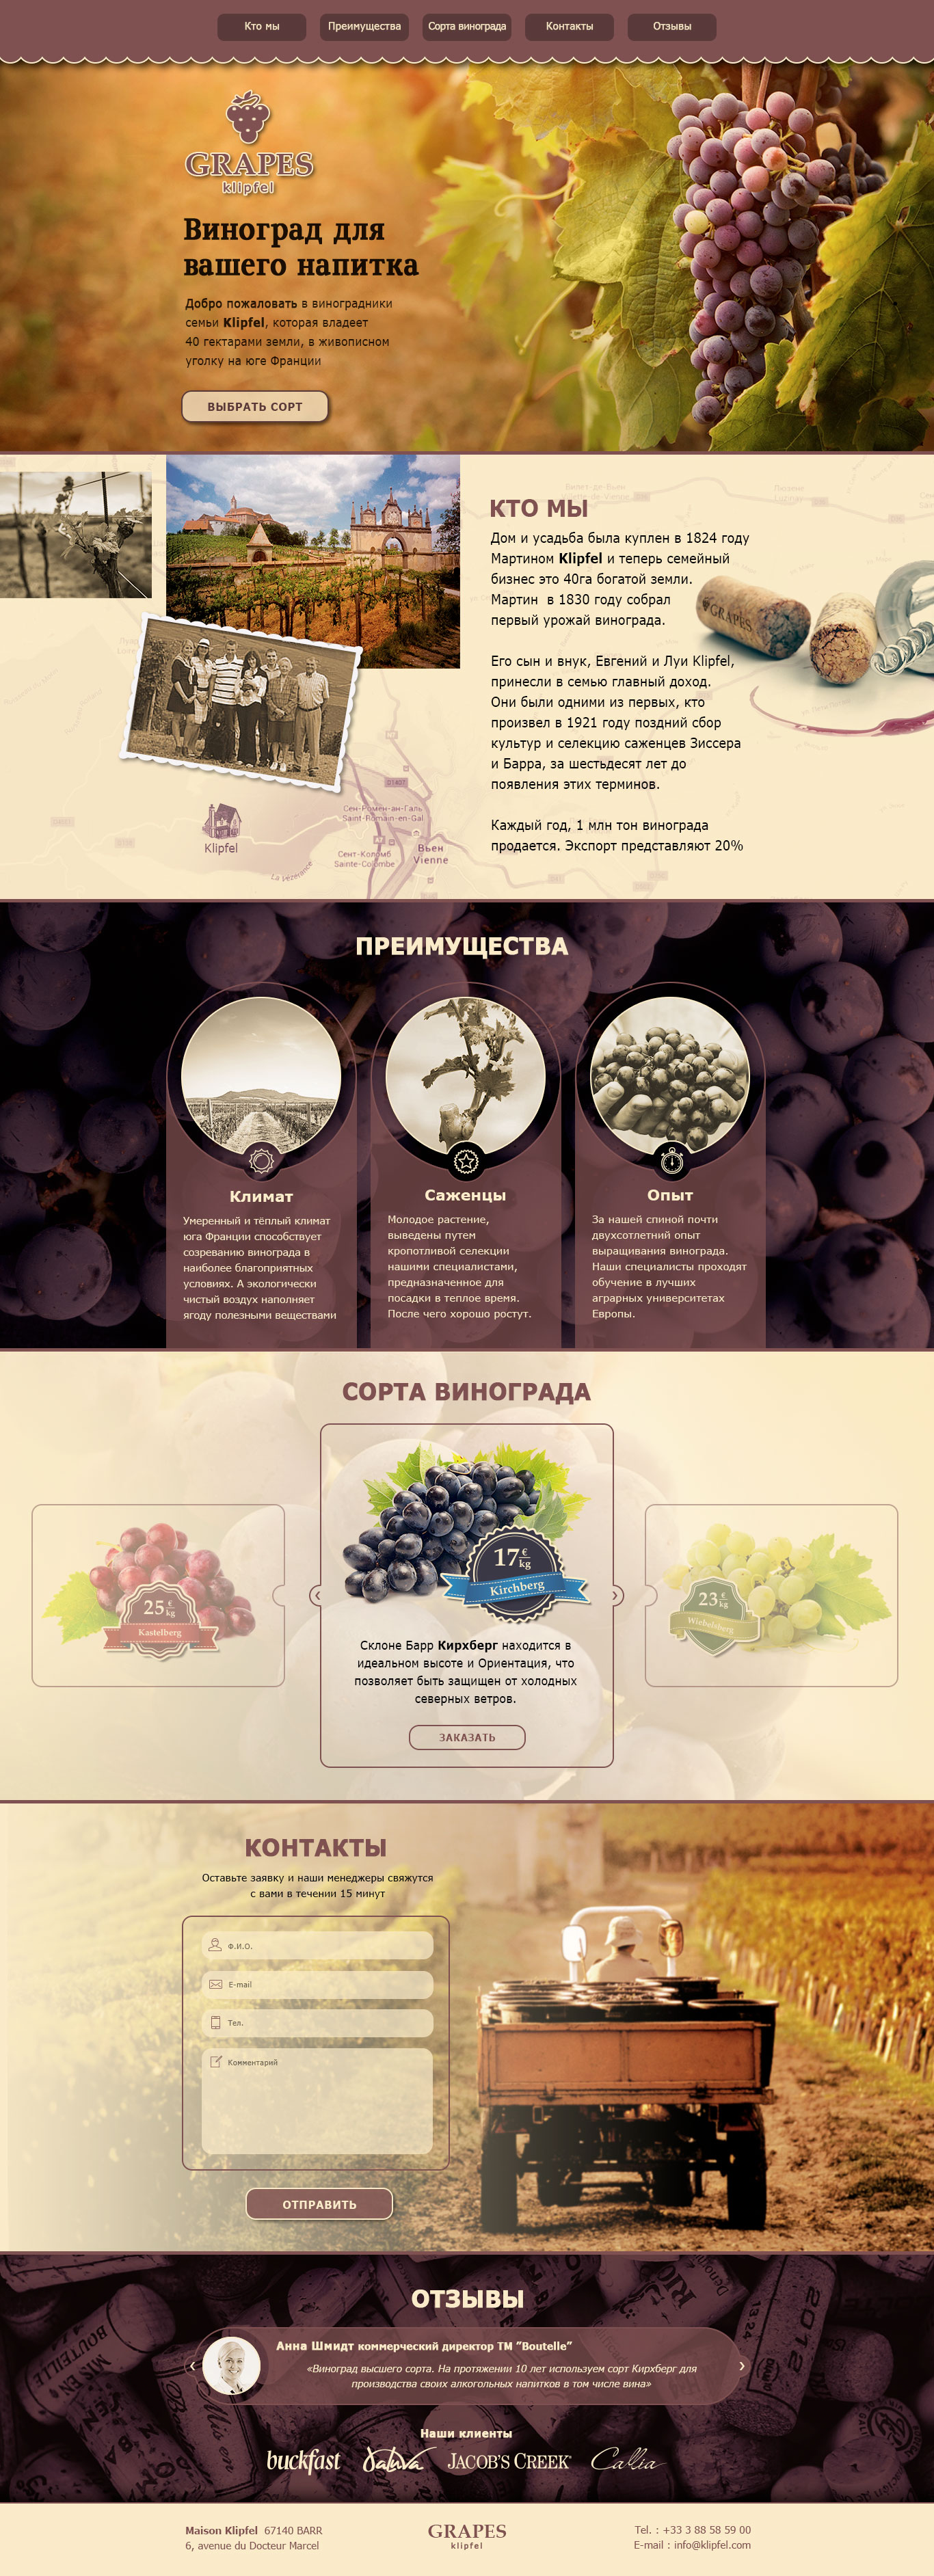 Кто мы
Преимущества
Сорта винограда
Контакты
Отзывы
GRAPES
klipfel
Виноград для
вашего напитка
Добро пожаловать в виноградники
семьи Klipfel, которая владеет
40 гектарами земли, в живописном
уголку на юге Франции
ВЫБРАТЬ СОРТ
КТО МЫ
Дом и усадьба была куплен в 1824 году
Мартином Klipfel и теперь семейный
бизнес это 40га богатой земли.
Мартин в 1830 году собрал
первый урожай винограда.
GRAPES
Его сын и внук, Евгений и Луи Klipfel,
принесли в семью главный доход.
Они были одними из первых, кто
произвел в 1921 году поздний сбор
культур и селекцию саженцев Зиссера
и Барра, за шестьдесят лет до
появления этих терминов.
Каждый год, 1 млн тон винограда
продается. Экспорт представляют 20%
Klipfel
Сен-Ромен-ан-Галь
Saint-Romain-en-Gal
Сент-Коломб
Sainte-Colombe
Вьен
Vienne
La Vézérance
ПРЕИМУЩЕСТВА
Климат
Умеренный и тёплый климат
юга Франции способствует
созреванию винограда в
наиболее благоприятных
условиях. А экологически
чистый воздух наполняет
ягоду полезными веществами
Саженцы
Молодое растение,
выведены путем
кропотливой селекции
нашими специалистами,
предназначенное для
посадки в теплое время.
После чего хорошо ростут.
Опыт
За нашей спиной почти
двухсотлетний опыт
выращивания винограда.
Наши специалисты проходят
обучение в лучших
аграрных университетах
Европы.
СОРТА ВИНОГРАДА
25 € kg
Kastelberg
17 € kg
Kirchberg
23 € kg
Wiebelsberg
Склоне Барр Кирхберг находится в
идеальном высоте и Ориентация, что
позволяет быть защищен от холодных
северных ветров.
ЗАКАЗАТЬ
КОНТАКТЫ
Оставьте заявку и наши менеджеры свяжутся
с вами в течении 15 минут
Ф.И.О.
E-mail
Тел.
Комментарий
ОТПРАВИТЬ
ОТЗЫВЫ
Анна Шмидт коммерческий директор ТМ "Boutelle"
«Виноград высшего сорта. На протяжении 10 лет используем сорт Кирхберг для
производства своих алкогольных напитков в том числе вина»
Наши клиенты
buckfast
JACOB'S CREEK
Callia
Maison Klipfel 67140 BARR
6, avenue du Docteur Marcel
GRAPES
klipfel
Tel. : +33 3 88 58 59 00
E-mail : info@klipfel.com